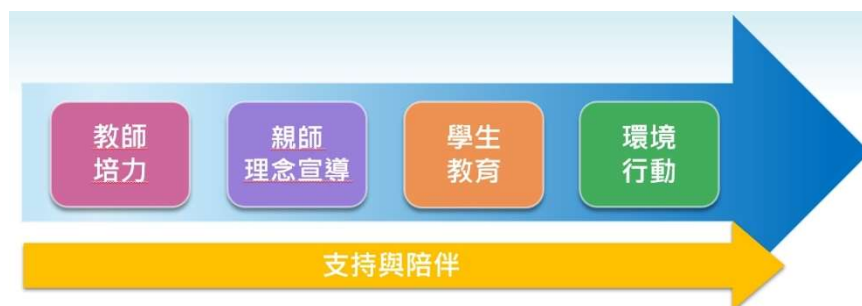 教師
培力
親師
理念宣導
學生
教育
環境
行動
支持與陪伴